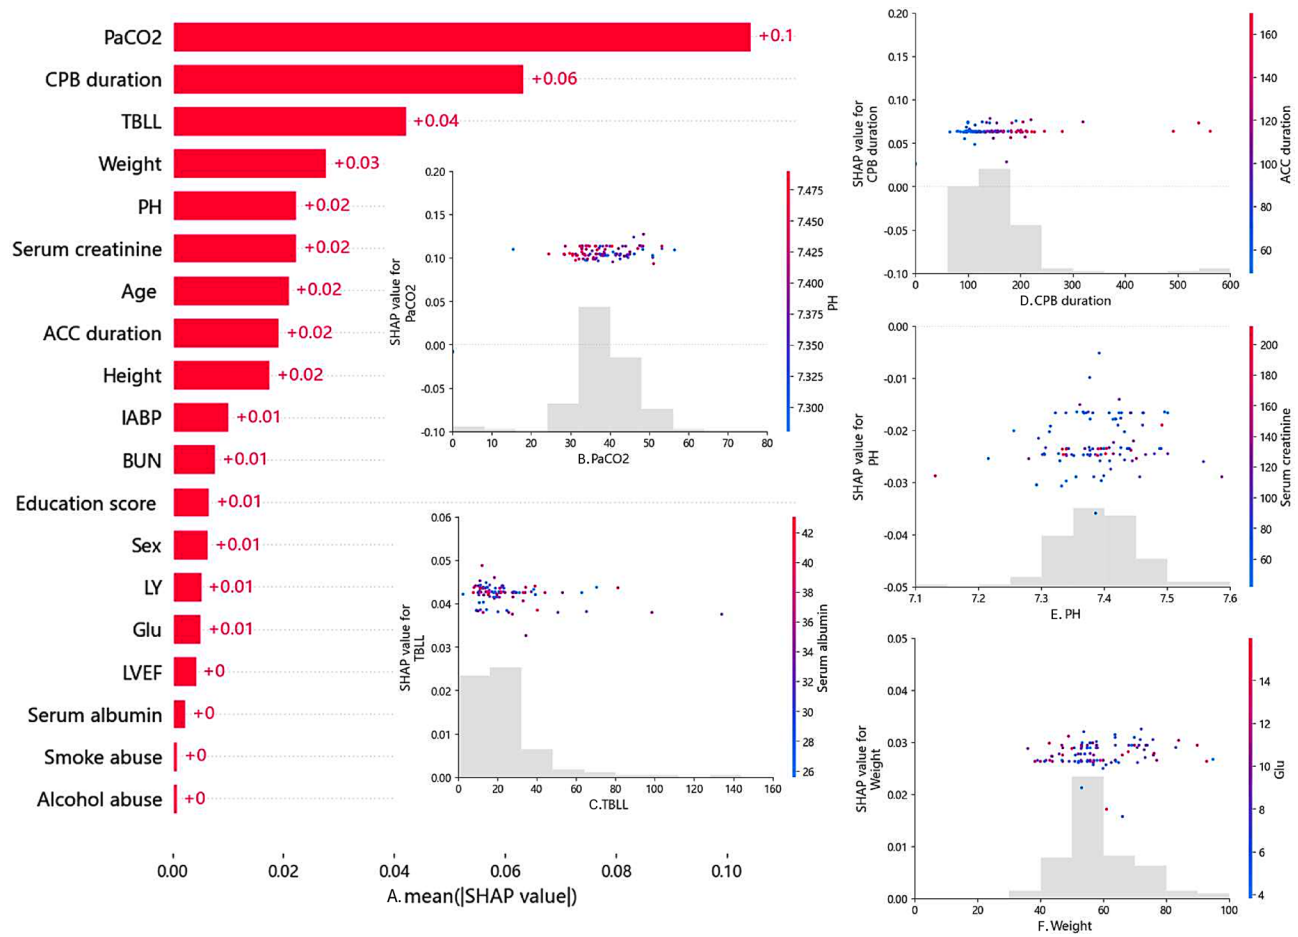 PaCO2 +0.1
CPB duration +0.06
TBLL +0.04
Weight +0.03
PH +0.02
Serum creatinine +0.02
Age +0.02
ACC duration +0.02
Height +0.02
IABP +0.01
BUN +0.01
Education score +0.01
Sex +0.01
LY +0.01
Glu +0.01
LVEF +0
Serum albumin +0
Smoke abuse +0
Alcohol abuse +0
0.00 0.02 0.04 0.06 0.08 0.10
A. mean(|SHAP value|)
0.20
0.15
0.10
0.05
0.00
-0.05
-0.10
SHAP value for
PaCO2
0 10 20 30 40 50 60 70 80
B. PaCO2
7.475
7.450
7.425
7.400
7.375
7.350
7.325
7.300
PH
0.06
0.05
0.04
0.03
0.02
0.01
0.00
SHAP value for
TBLL
0 20 40 60 80 100 120 140 160
C.TBLL
42
40
38
36
34
32
30
28
26
Serum albumin
0.20
0.15
0.10
0.05
0.00
-0.05
-0.10
SHAP value for
CPB duration
0 100 200 300 400 500 600
D.CPB duration
160
140
120
100
80
60
ACC duration
0.00
-0.01
-0.02
-0.03
-0.04
-0.05
SHAP value for
PH
7.1 7.2 7.3 7.4 7.5 7.6
E. PH
200
180
160
140
120
100
80
60
Serum creatinine
0.05
0.04
0.03
0.02
0.01
0.00
SHAP value for
Weight
0 20 40 60 80 100
F. Weight
14
12
10
8
6
4
Glu